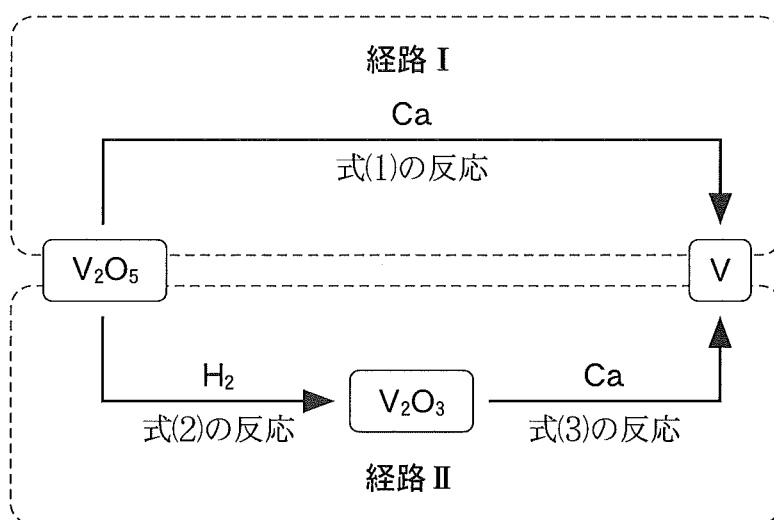 経路 I
Ca
式(1)の反応
V₂O₅
V
H₂
V₂O₃
Ca
式(2)の反応
式(3)の反応
経路 II